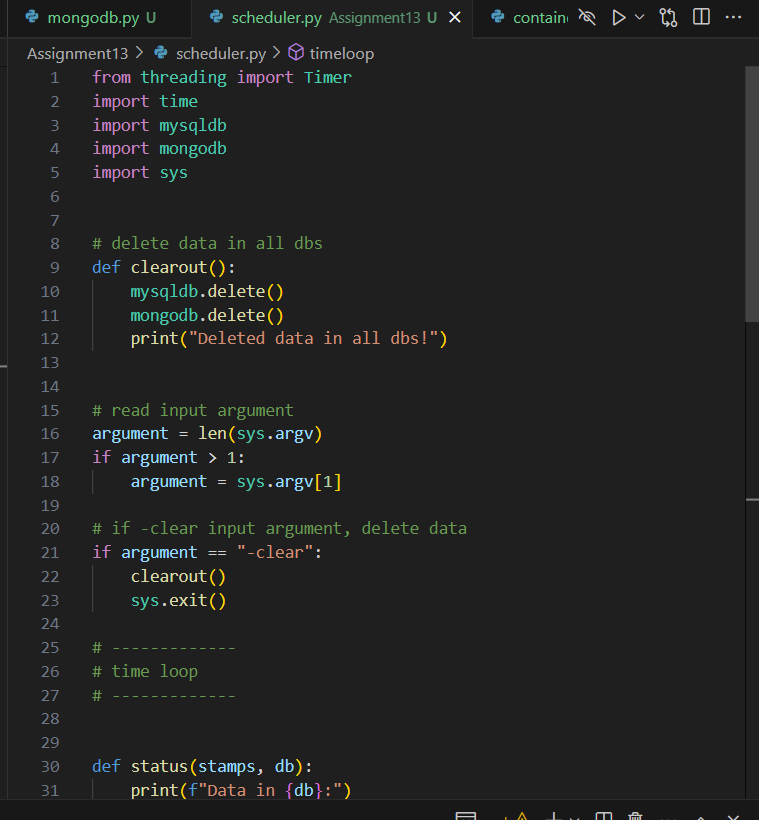 mongodb.py U
scheduler.py Assignment13 U
contain
Assignment13 > scheduler.py > timeloop
1 from threading import Timer
2 import time
3 import mysqldb
4 import mongodb
5 import sys
6
7
8 # delete data in all dbs
9 def clearout():
10 mysqldb.delete()
11 mongodb.delete()
12 print("Deleted data in all dbs!")
13
14
15 # read input argument
16 argument = len(sys.argv)
17 if argument > 1:
18 argument = sys.argv[1]
19
20 # if -clear input argument, delete data
21 if argument == "-clear":
22 clearout()
23 sys.exit()
24
25 # -------------
26 # time loop
27 # -------------
28
29
30 def status(stamps, db):
31 print(f"Data in {db}:")